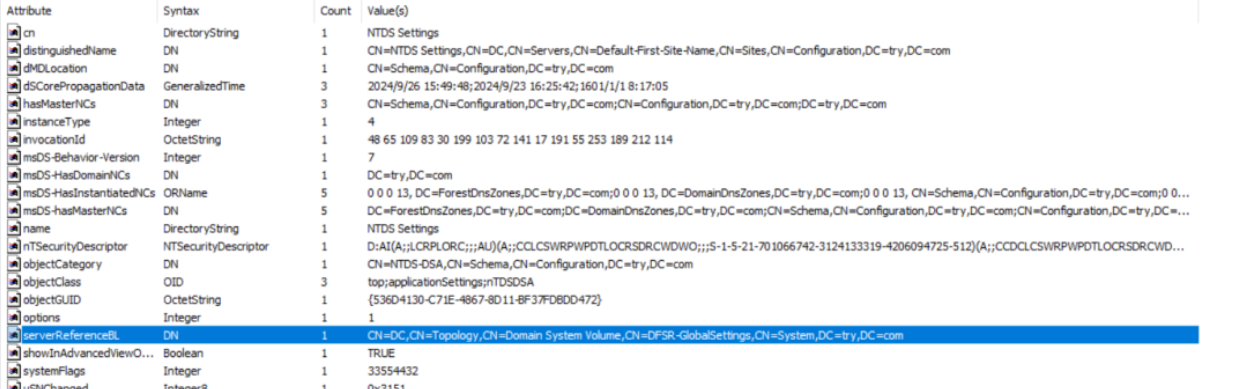 Attribute Syntax Count Value(s)
cn DirectoryString 1 NTDS Settings
distinguishedName DN 1 CN=NTDS Settings,CN=DC,CN=Servers,CN=Default-First-Site-Name,CN=Sites,CN=Configuration,DC=try,DC=com
dMDLocation DN 1 CN=Schema,CN=Configuration,DC=try,DC=com
dSCorePropagationData GeneralizedTime 3 2024/9/26 15:49:48;2024/9/23 16:25:42;1601/1/1 8:17:05
hasMasterNCs DN 3 CN=Schema,CN=Configuration,DC=try,DC=com;CN=Configuration,DC=try,DC=com;DC=try,DC=com
instanceType Integer 1 4
invocationId OctetString 1 48 65 109 83 30 199 103 72 141 17 191 55 253 189 212 114
msDS-Behavior-Version Integer 1 7
msDS-HasDomainNCs DN 1 DC=try,DC=com
msDS-HasInstantiatedNCs ORName 5 0 0 0 13, DC=ForestDnsZones,DC=try,DC=com;0 0 0 13, DC=DomainDnsZones,DC=try,DC=com;0 0 0 13, CN=Schema,CN=Configuration,DC=try,DC=com;0 0...
msDS-hasMasterNCs DN 5 DC=ForestDnsZones,DC=try,DC=com;DC=DomainDnsZones,DC=try,DC=com;CN=Schema,CN=Configuration,DC=try,DC=com;CN=Configuration,DC=try,DC=...
name DirectoryString 1 NTDS Settings
nTSecurityDescriptor NTSecurityDescriptor 1 D:AI(A;;LCRPLORC;;;AU)(A;;CCLCSWRPWPDTLOCRSDRCWDWO;;;S-1-5-21-701066742-3124133319-4206094725-512)(A;;CCDCLCSWRPWPDTLOCRSDRCWD...
objectCategory DN 1 CN=NTDS-DSA,CN=Schema,CN=Configuration,DC=try,DC=com
objectClass OID 3 top;applicationSettings;nTDSDSA
objectGUID OctetString 1 {536D4130-C71E-4867-8D11-BF37FDBDD472}
options Integer 1 1
serverReferenceBL DN 1 CN=DC,CN=Topology,CN=Domain System Volume,CN=DFSR-GlobalSettings,CN=System,DC=try,DC=com
showInAdvancedViewO... Boolean 1 TRUE
systemFlags Integer 1 33554432
uSNChanged Integer8 1 0x3151